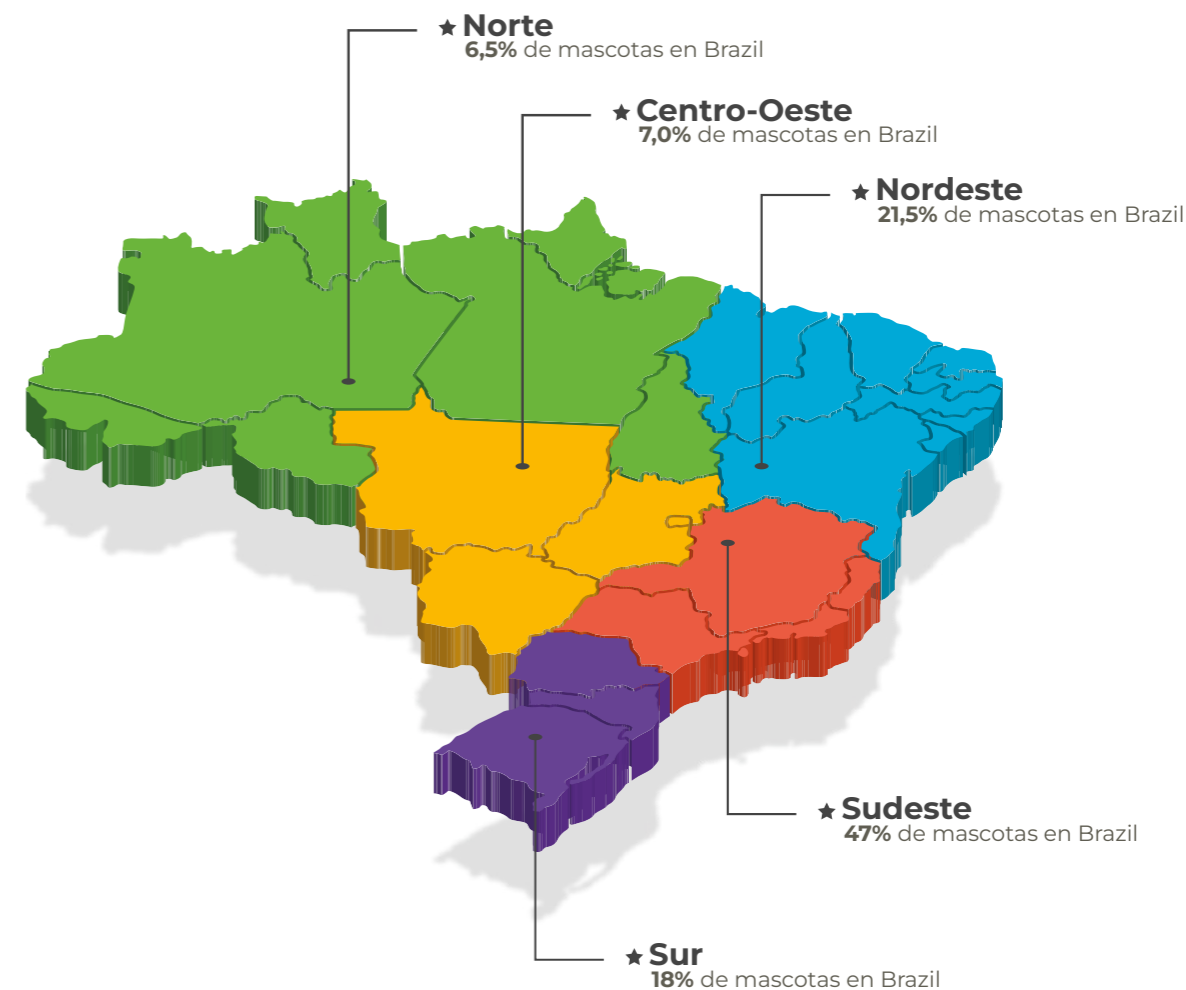 ★ Norte
6,5% de mascotas en Brazil
★ Centro-Oeste
7,0% de mascotas en Brazil
★ Nordeste
21,5% de mascotas en Brazil
★ Sudeste
47% de mascotas en Brazil
★ Sur
18% de mascotas en Brazil